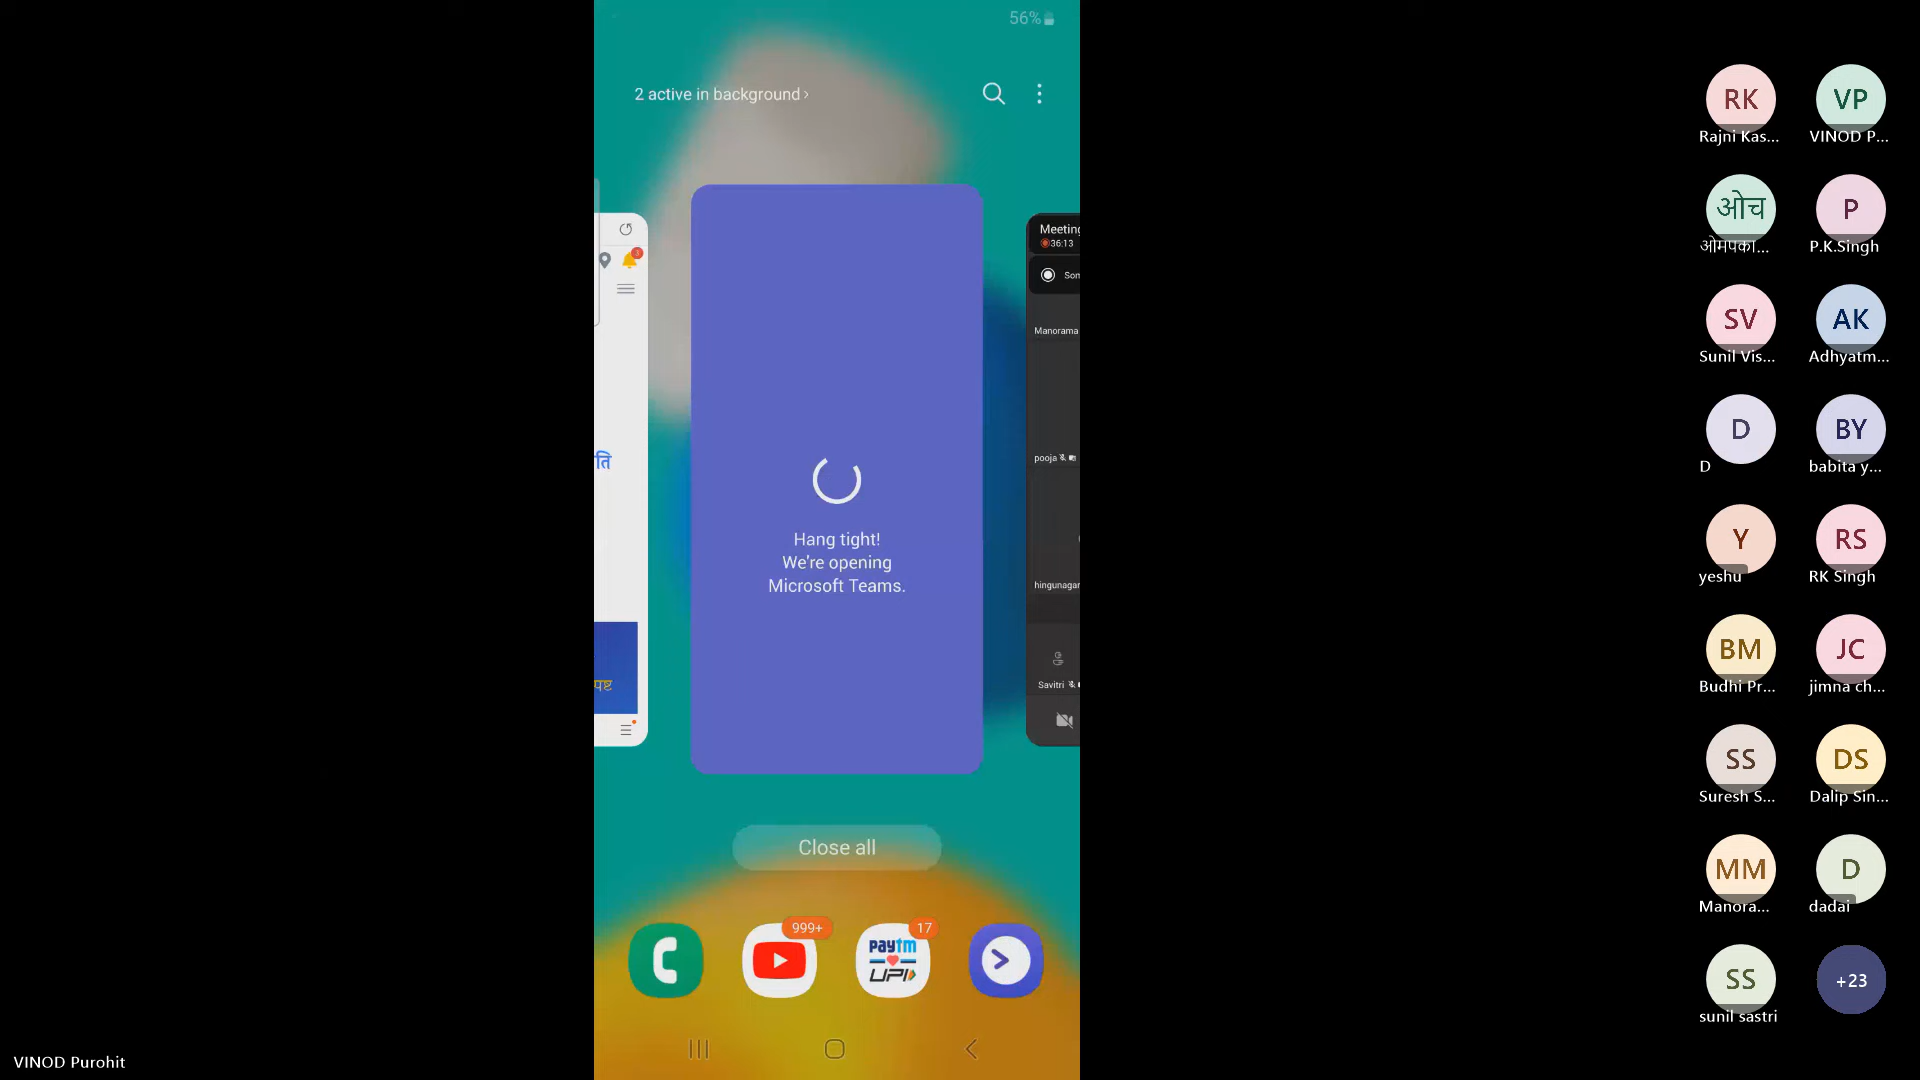 56%
2 active in background ›
Meeting
36:13
Som
Manorama
pooja
ति
Hang tight!
We're opening
Microsoft Teams.
hingunagar
Savitri
Close all
999+
17
paytm
UPI
VINOD Purohit
RK
Rajni Kas...
VP
VINOD P...
ओच
ओमपका...
P
P.K.Singh
SV
Sunil Vis...
AK
Adhyatm...
D
D
BY
babita y...
Y
yeshu
RS
RK Singh
BM
Budhi Pr...
JC
jimna ch...
SS
Suresh S...
DS
Dalip Sin...
MM
Manora...
D
dadai
SS
sunil sastri
+23